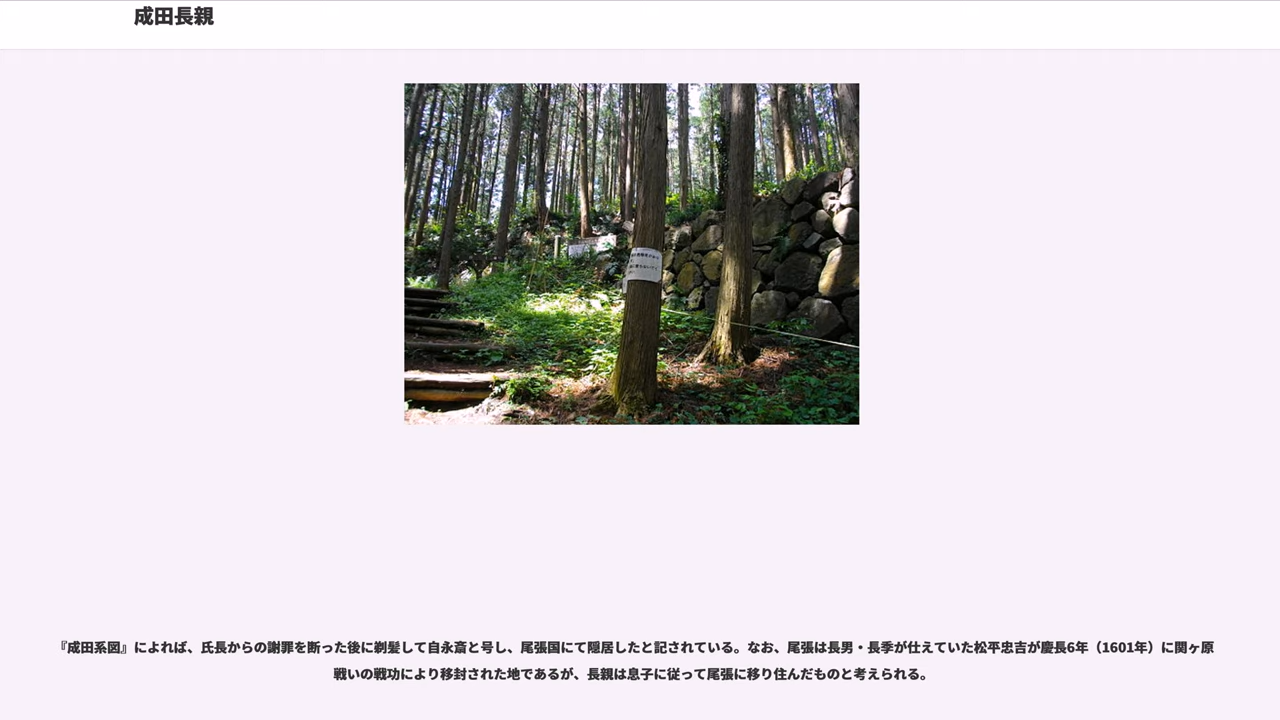 成田長親
『成田系図』によれば、氏長からの謝罪を断った後に剃髪して自永斎と号し、尾張国にて隠居したと記されている。なお、尾張は長男・長季が仕えていた松平忠吉が慶長6年（1601年）に関ヶ原
戦いの戦功により移封された地であるが、長親は息子に従って尾張に移り住んだものと考えられる。